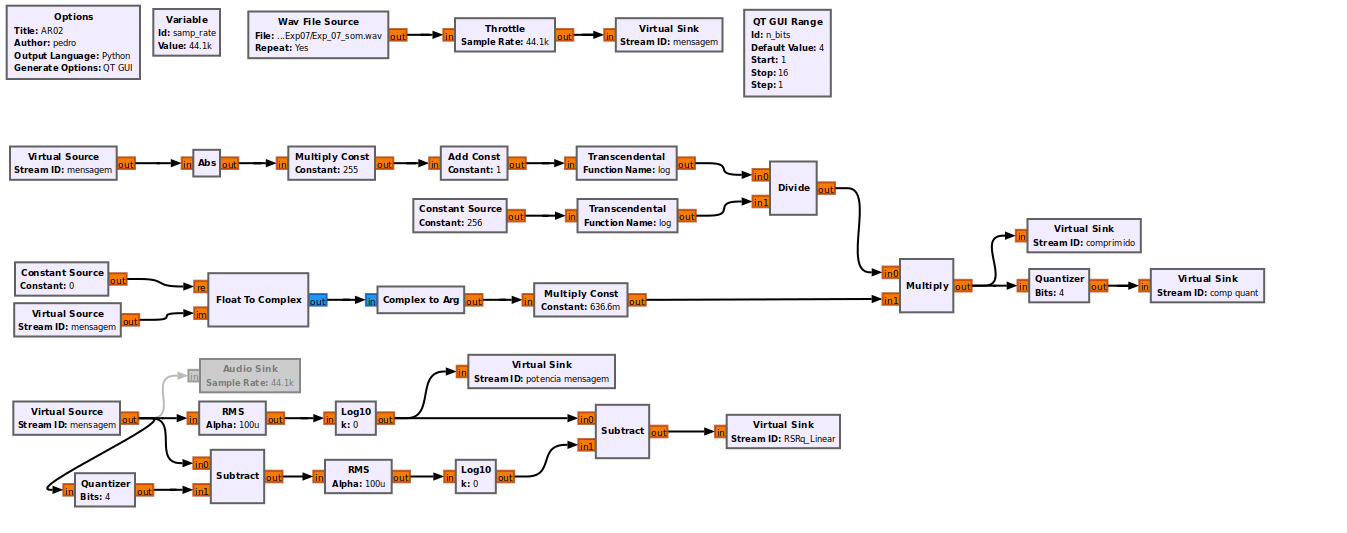 Options
Title: AR02
Author: pedro
Output Language: Python
Generate Options: QT GUI
Variable
Id: samp_rate
Value: 44.1k
Wav File Source
File: ...Exp07/Exp_07_som.wav
Repeat: Yes
out
in
Throttle
Sample Rate: 44.1k
out
in
Virtual Sink
Stream ID: mensagem
QT GUI Range
Id: n_bits
Default Value: 4
Start: 1
Stop: 16
Step: 1
Virtual Source
Stream ID: mensagem
out
in
Abs
out
in
Multiply Const
Constant: 255
out
in
Add Const
Constant: 1
out
in
Transcendental
Function Name: log
out
in0
in1
Divide
out
Constant Source
Constant: 256
out
in
Transcendental
Function Name: log
out
in
Virtual Sink
Stream ID: comprimido
Constant Source
Constant: 0
out
Virtual Source
Stream ID: mensagem
out
re
im
Float To Complex
out
in
Complex to Arg
out
in
Multiply Const
Constant: 636.6m
out
in0
in1
Multiply
out
in
Quantizer
Bits: 4
out
in
Virtual Sink
Stream ID: comp quant
in
Audio Sink
Sample Rate: 44.1k
in
Virtual Sink
Stream ID: potencia mensagem
Virtual Source
Stream ID: mensagem
out
in
RMS
Alpha: 100u
out
in
Log10
k: 0
out
in0
in1
Subtract
out
in
Virtual Sink
Stream ID: RSRq_Linear
in
Quantizer
Bits: 4
out
in0
in1
Subtract
out
in
RMS
Alpha: 100u
out
in
Log10
k: 0
out